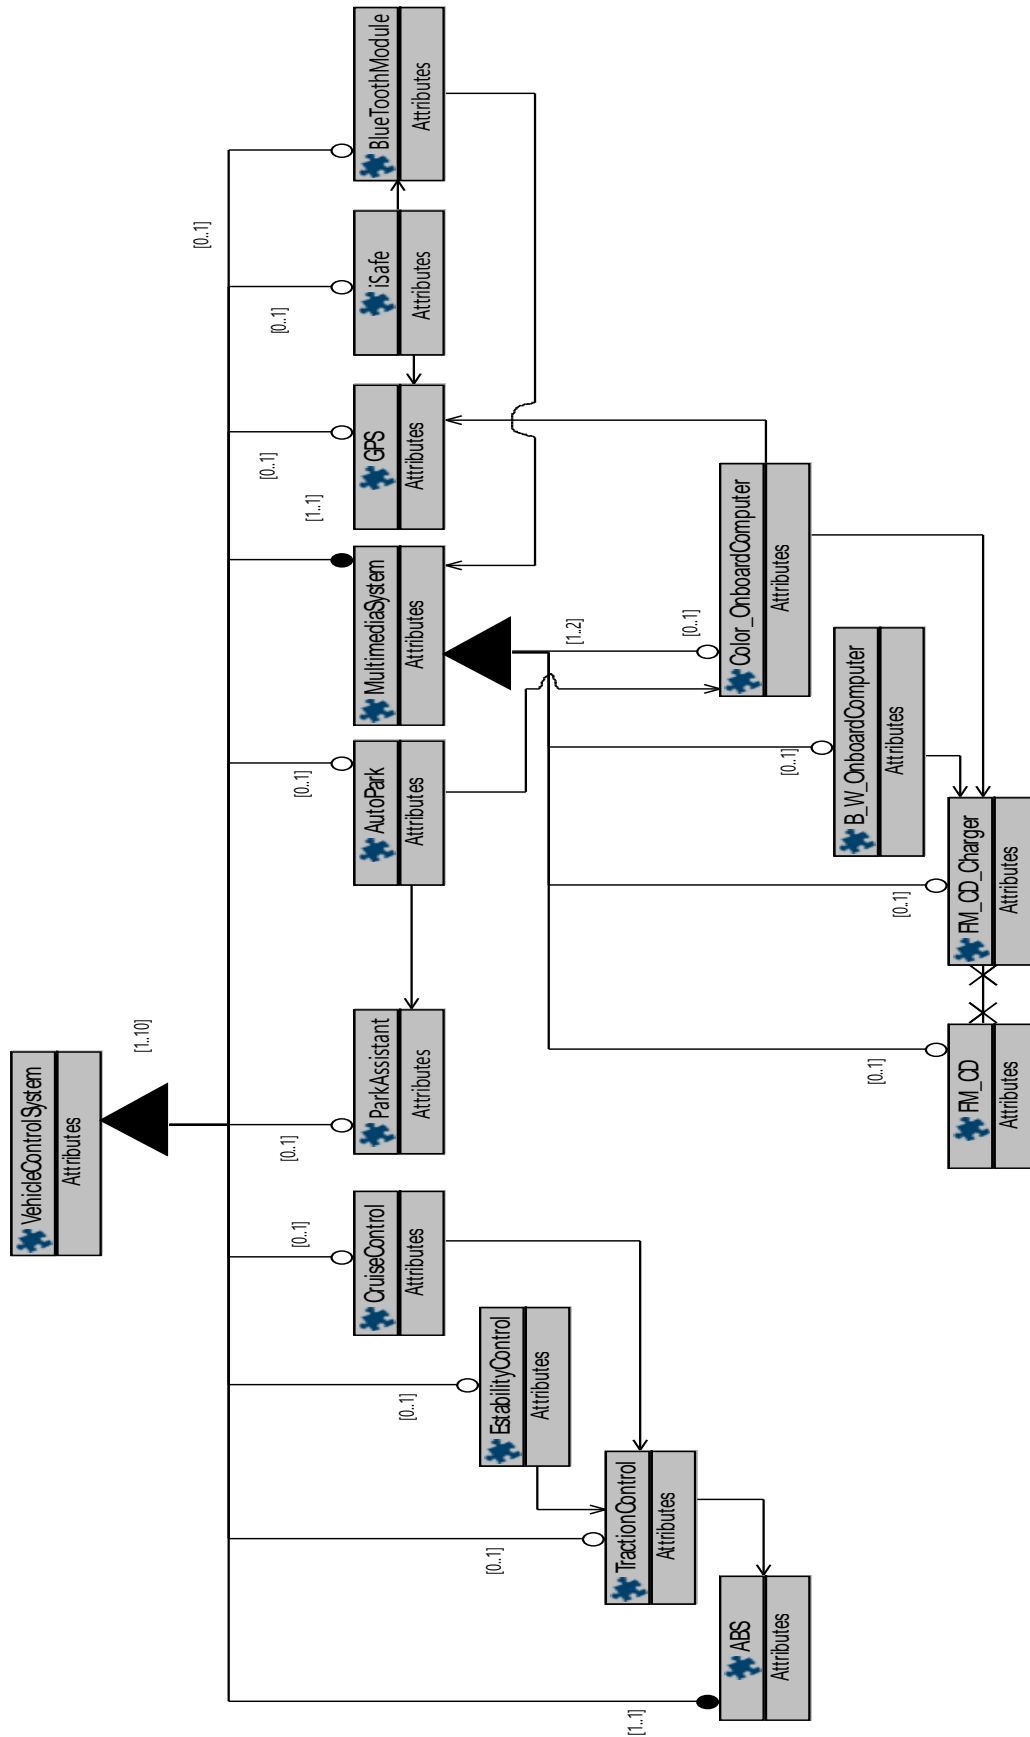 VehicleControlSystem
Attributes
[1..10]
[1..1]
ABS
Attributes
[0..1]
TractionControl
Attributes
[0..1]
EstabilityControl
Attributes
[0..1]
CruiseControl
Attributes
[0..1]
ParkAssistant
Attributes
[0..1]
AutoPark
Attributes
[1..1]
MultimediaSystem
Attributes
[0..1]
GPS
Attributes
[0..1]
iSafe
Attributes
[0..1]
BlueToothModule
Attributes
[1..2]
[0..1]
FM_CD
Attributes
[0..1]
FM_CD_Charger
Attributes
[0..1]
B_W_OnboardComputer
Attributes
[0..1]
Color_OnboardComputer
Attributes